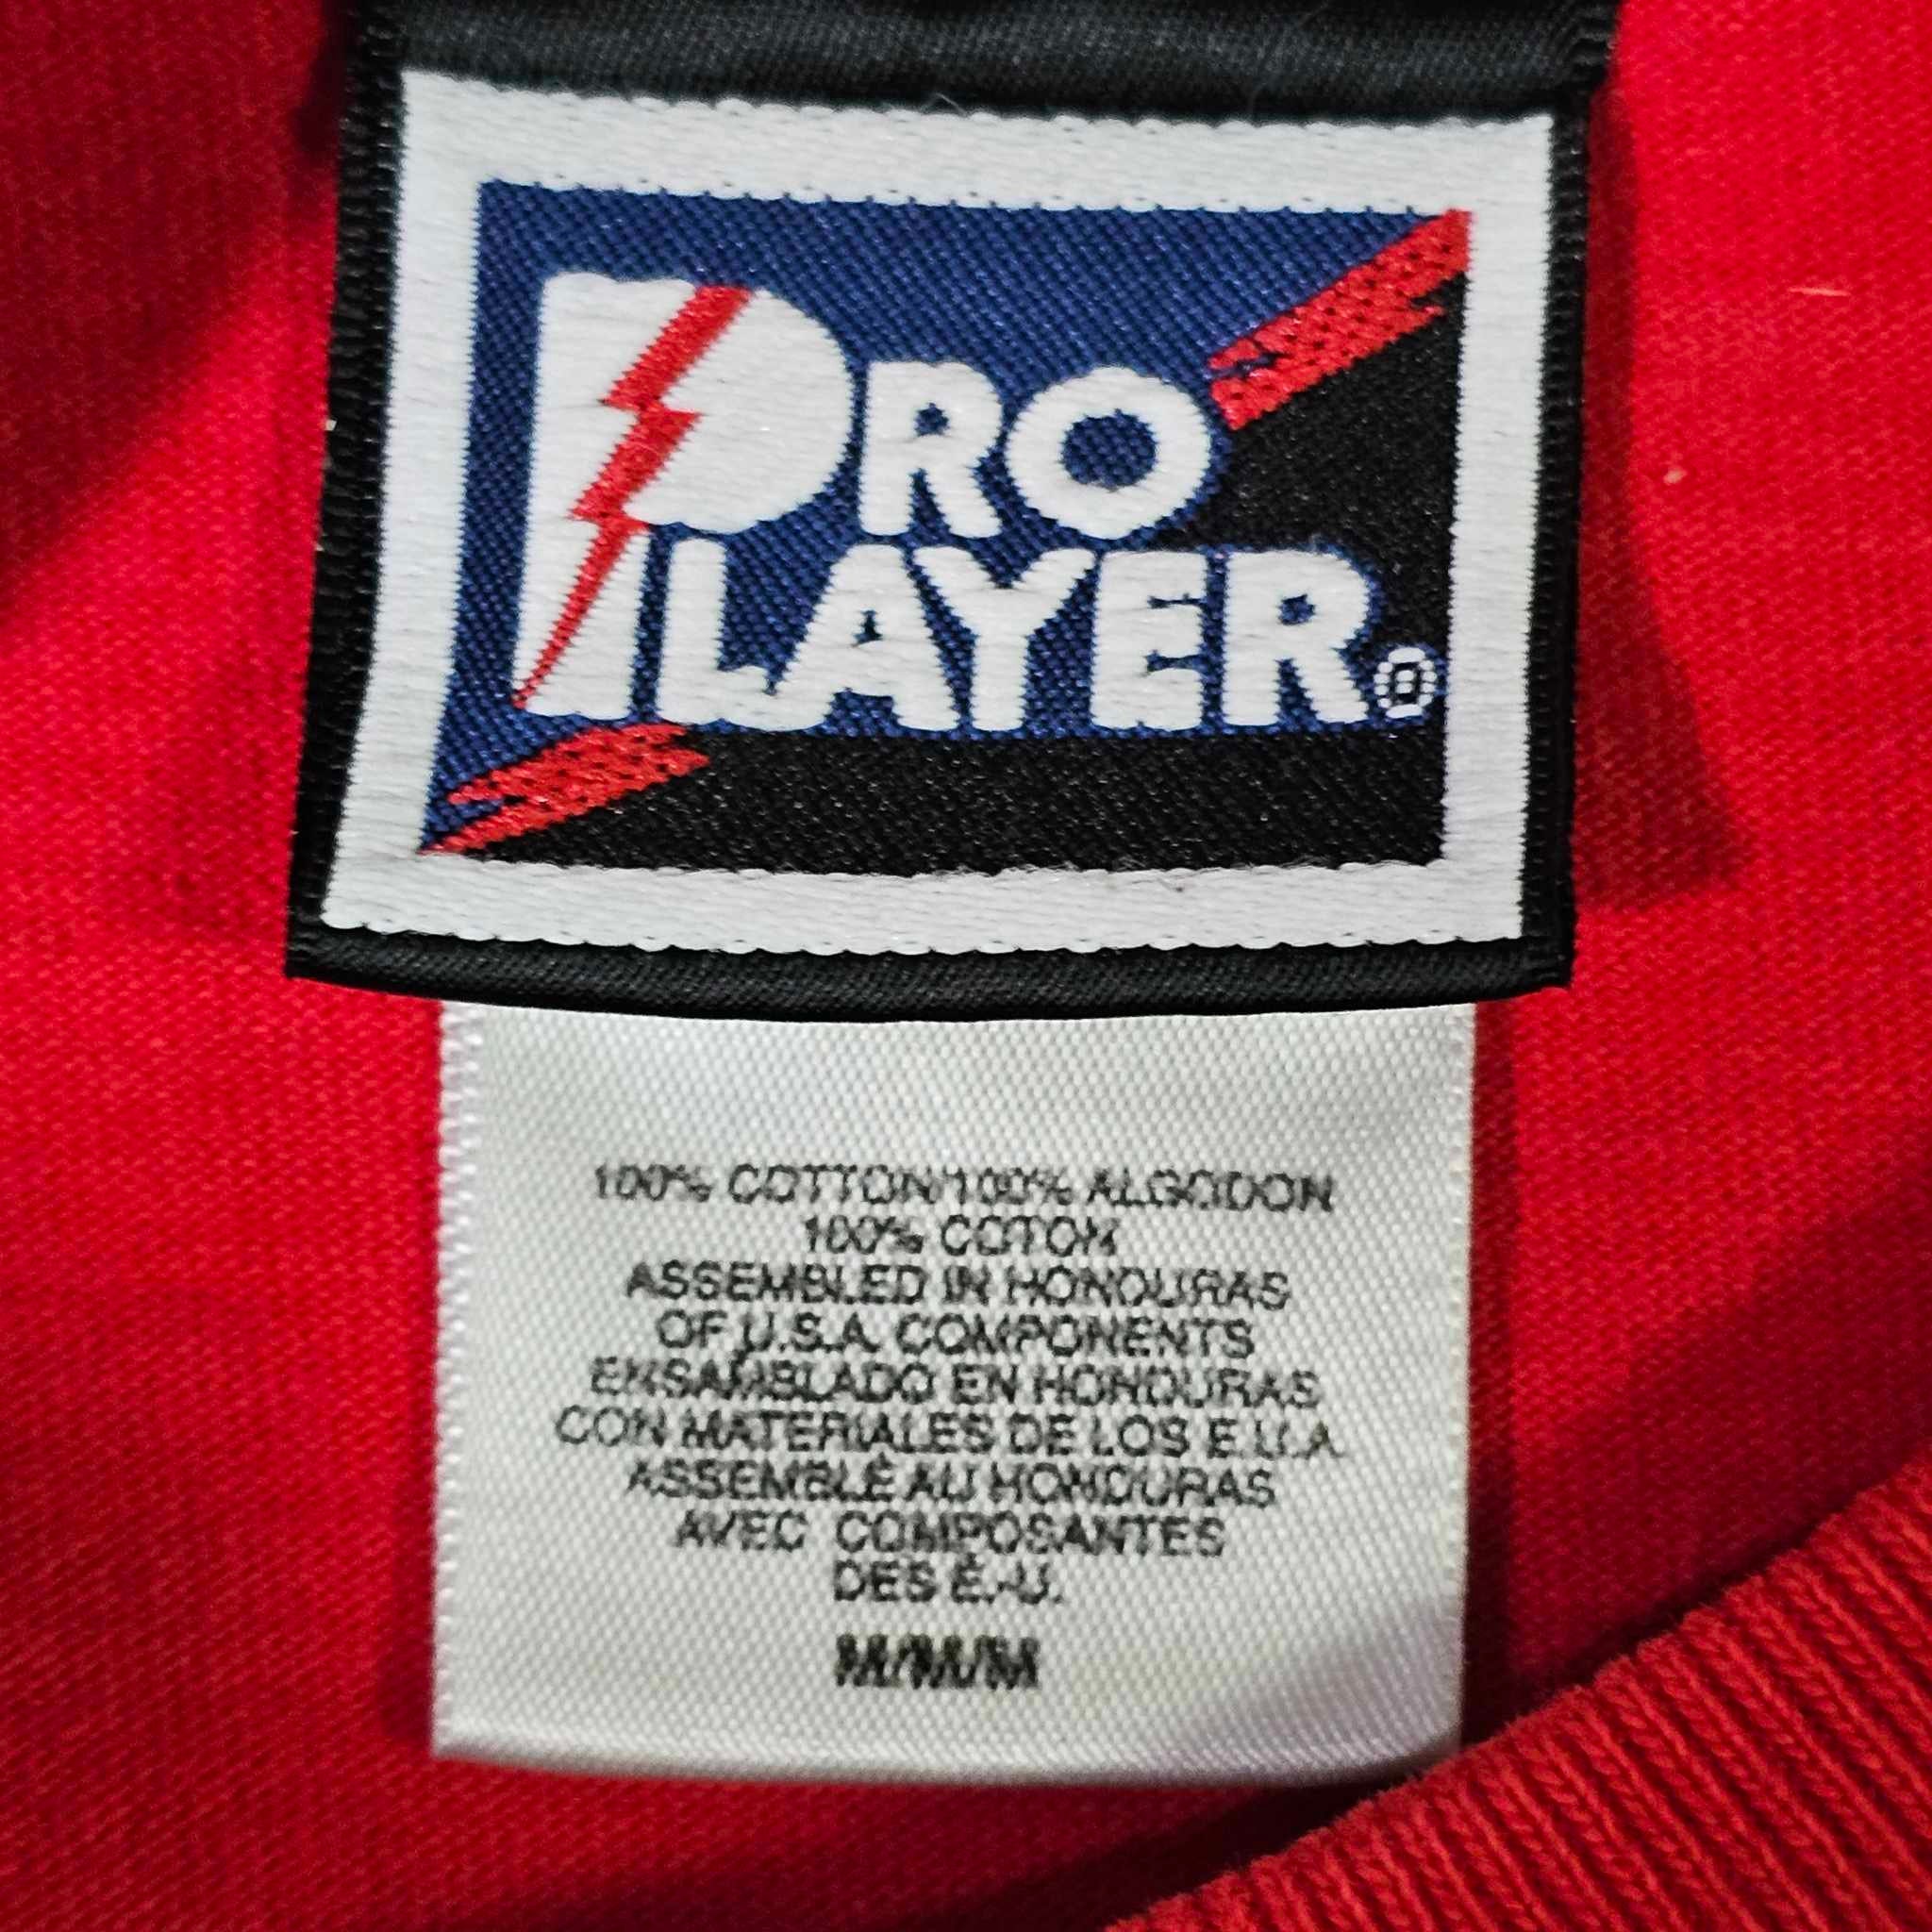 PRO
PLAYER®
100% COTTON/100% ALGODON
100% COTON
ASSEMBLED IN HONDURAS
OF U.S.A. COMPONENTS
ENSAMBLADO EN HONDURAS
CON MATERIALES DE LOS E.U.A.
ASSEMBLÉ AU HONDURAS
AVEC COMPOSANTES
DES É.-U.
M/M/M